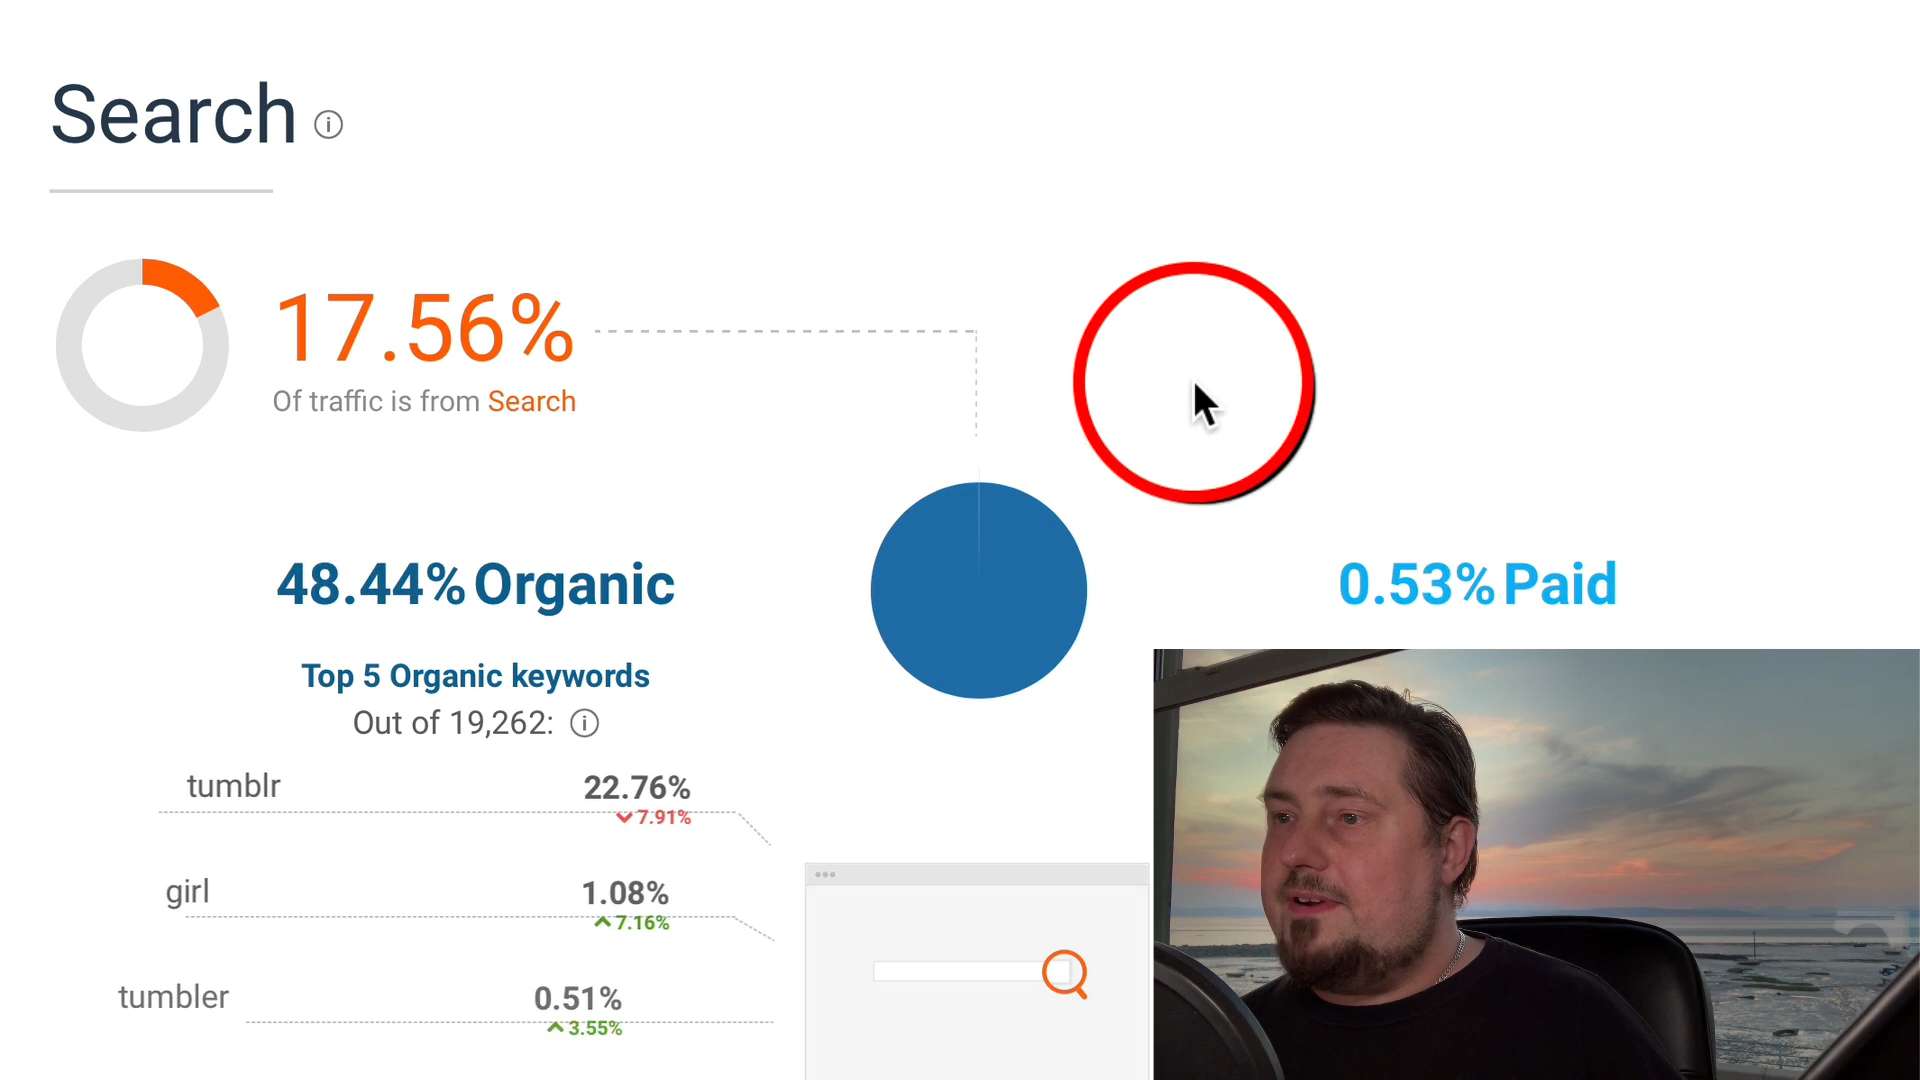 Search
17.56%
Of traffic is from Search
48.44% Organic
0.53% Paid
Top 5 Organic keywords
Out of 19,262:
tumblr 22.76%
7.91%
girl 1.08%
7.16%
tumbler 0.51%
3.55%